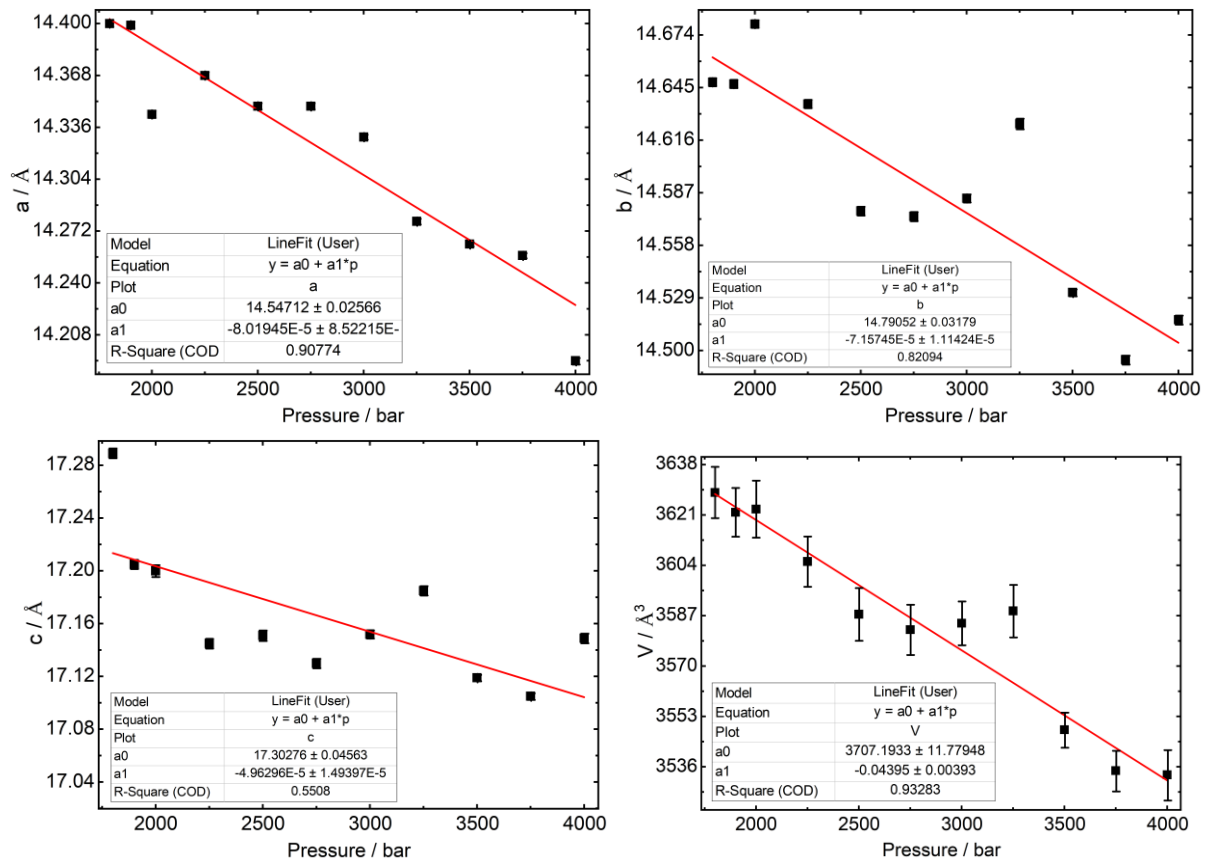 14.400
14.368
14.336
14.304
14.272
14.240
14.208
a / Å
Model LineFit (User)
Equation y = a0 + a1*p
Plot a
a0 14.54712 ± 0.02566
a1 -8.01945E-5 ± 8.52215E-
R-Square (COD 0.90774
2000 2500 3000 3500 4000
Pressure / bar
14.674
14.645
14.616
14.587
14.558
14.529
14.500
b / Å
Model LineFit (User)
Equation y = a0 + a1*p
Plot b
a0 14.79052 ± 0.03179
a1 -7.15745E-5 ± 1.11424E-5
R-Square (COD) 0.82094
2000 2500 3000 3500 4000
Pressure / bar
17.28
17.24
17.20
17.16
17.12
17.08
17.04
c / Å
Model LineFit (User)
Equation y = a0 + a1*p
Plot c
a0 17.30276 ± 0.04563
a1 -4.96296E-5 ± 1.49397E-5
R-Square (COD) 0.5508
2000 2500 3000 3500 4000
Pressure / bar
3638
3621
3604
3587
3570
3553
3536
V / Å³
Model LineFit (User)
Equation y = a0 + a1*p
Plot V
a0 3707.1933 ± 11.77948
a1 -0.04395 ± 0.00393
R-Square (COD) 0.93283
2000 2500 3000 3500 4000
Pressure / bar